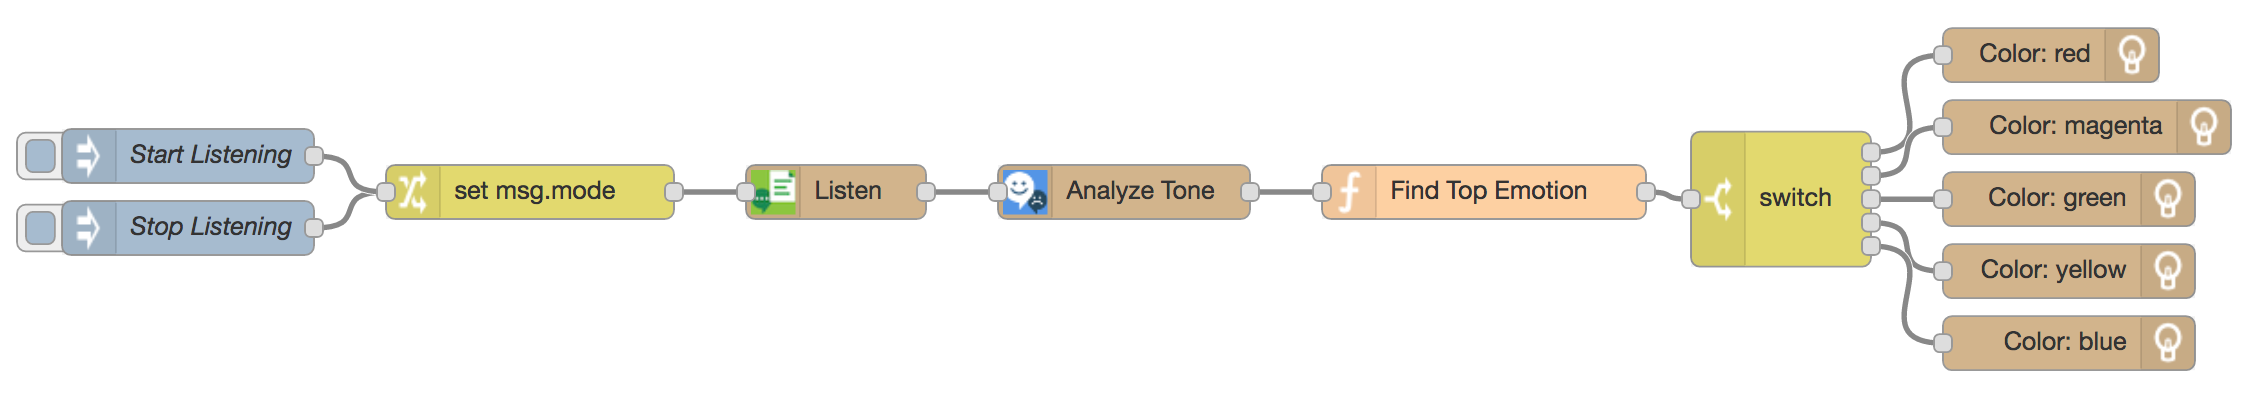 Start Listening
Stop Listening
set msg.mode
Listen
Analyze Tone
Find Top Emotion
switch
Color: red
Color: magenta
Color: green
Color: yellow
Color: blue